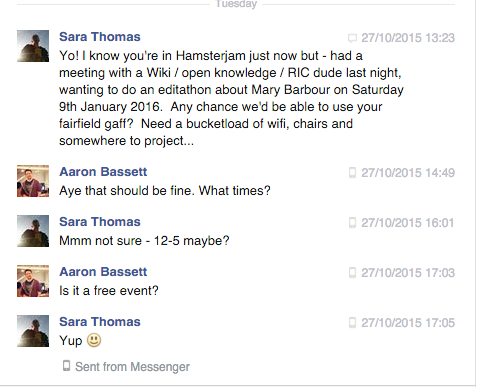 Tuesday
Sara Thomas 27/10/2015 13:23
Yo! I know you're in Hamsterjam just now but - had a
meeting with a Wiki / open knowledge / RIC dude last night,
wanting to do an editathon about Mary Barbour on Saturday
9th January 2016. Any chance we'd be able to use your
fairfield gaff? Need a bucketload of wifi, chairs and
somewhere to project...
Aaron Bassett 27/10/2015 14:49
Aye that should be fine. What times?
Sara Thomas 27/10/2015 16:01
Mmm not sure - 12-5 maybe?
Aaron Bassett 27/10/2015 17:03
Is it a free event?
Sara Thomas 27/10/2015 17:05
Yup 😃
Sent from Messenger